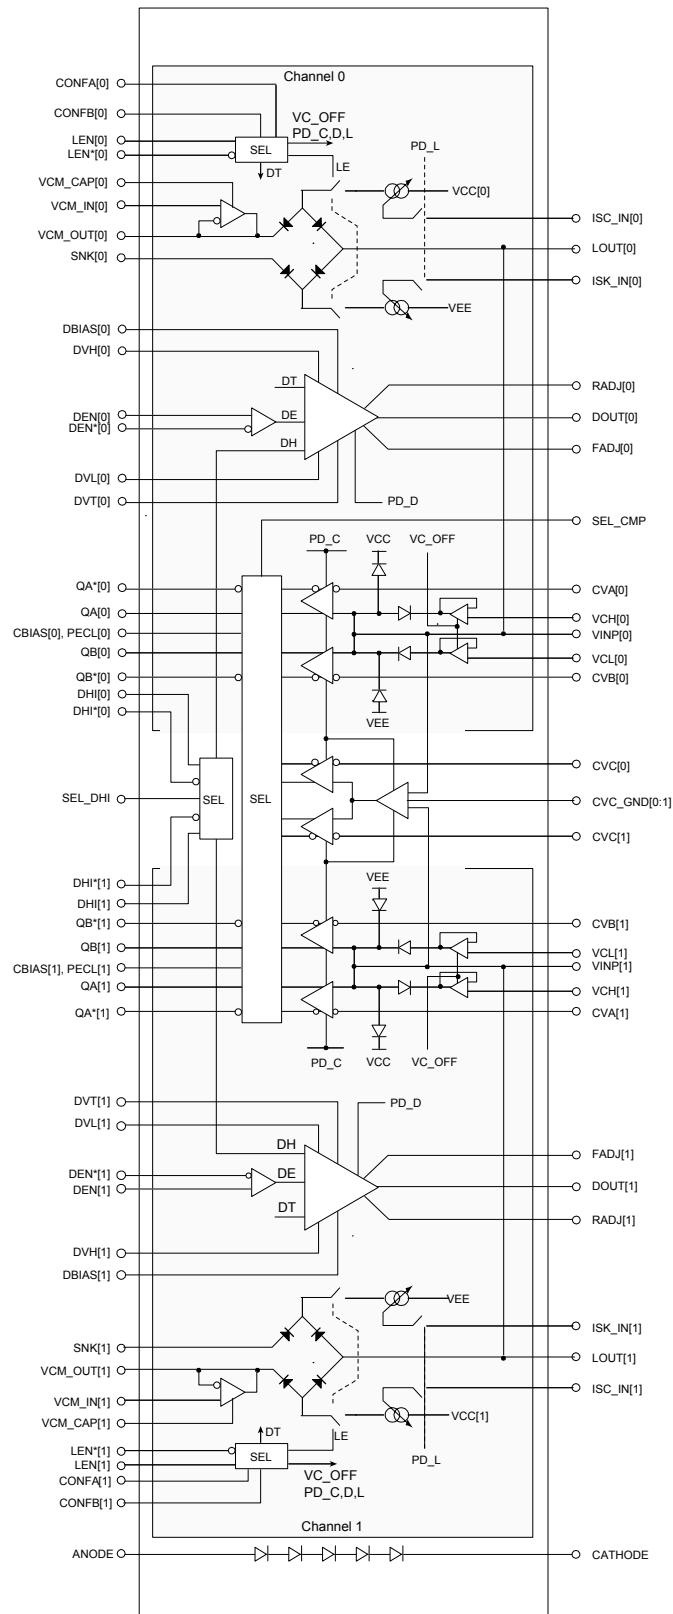 Channel 0
CONFA[0]
CONFB[0]
VC_OFF
PD_C,D,L
LEN[0]
LEN*[0]
SEL
PD_L
DT
LE
VCM_CAP[0]
VCC[0]
VCM_IN[0]
ISC_IN[0]
VCM_OUT[0]
LOUT[0]
SNK[0]
ISK_IN[0]
VEE
DBIAS[0]
DVH[0]
DT
RADJ[0]
DEN[0]
DE
DOUT[0]
DEN*[0]
DH
FADJ[0]
DVL[0]
DVT[0]
PD_D
SEL_CMP
PD_C
VCC
VC_OFF
QA*[0]
CVA[0]
QA[0]
VCH[0]
CBIAS[0], PECL[0]
VINP[0]
QB[0]
VCL[0]
QB*[0]
CVB[0]
DHI[0]
DHI*[0]
VEE
CVC[0]
SEL_DHI
SEL
SEL
CVC_GND[0:1]
CVC[1]
DHI*[1]
VEE
DHI[1]
QB*[1]
CVB[1]
QB[1]
VCL[1]
CBIAS[1], PECL[1]
VINP[1]
QA[1]
VCH[1]
QA*[1]
CVA[1]
PD_C
VCC
VC_OFF
DVT[1]
PD_D
DVL[1]
DH
FADJ[1]
DEN*[1]
DE
DOUT[1]
DEN[1]
DT
RADJ[1]
DVH[1]
DBIAS[1]
VEE
ISK_IN[1]
SNK[1]
LOUT[1]
VCM_OUT[1]
ISC_IN[1]
VCM_IN[1]
VCM_CAP[1]
VCC[1]
DT
LE
LEN*[1]
SEL
PD_L
LEN[1]
VC_OFF
CONFA[1]
PD_C,D,L
CONFB[1]
Channel 1
ANODE
CATHODE